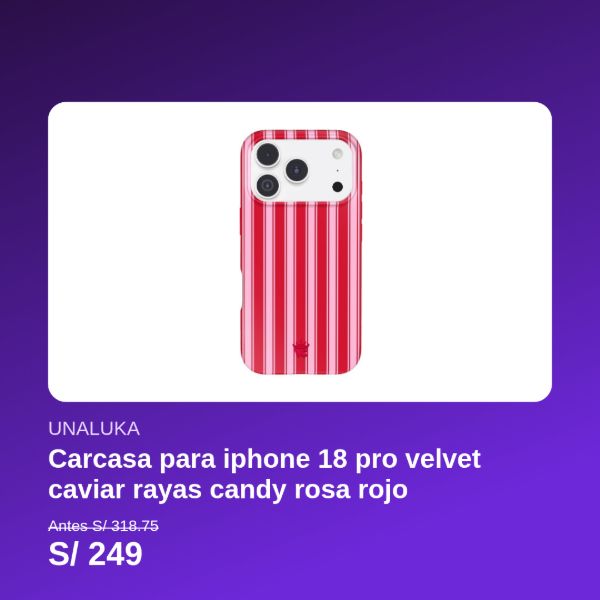 UNALUKA
Carcasa para iphone 18 pro velvet
caviar rayas candy rosa rojo
Antes S/ 318.75
S/ 249